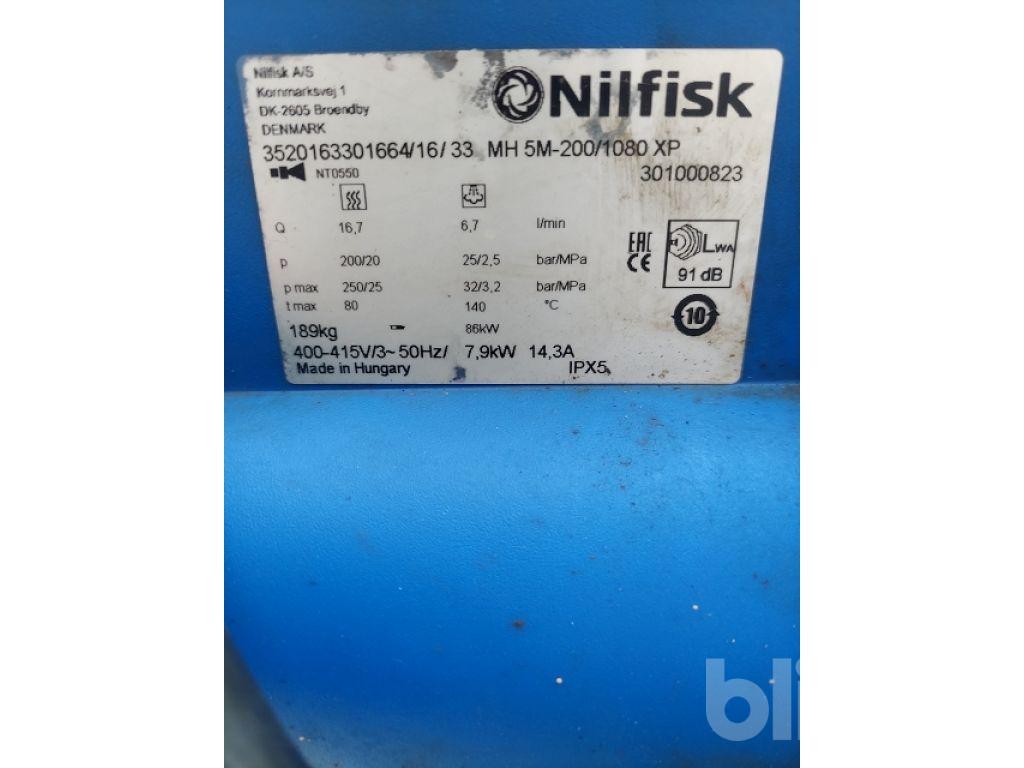 Nilfisk A/S
Kornmarksvej 1
DK-2605 Broendby
DENMARK
Nilfisk
3520163301664/16/33 MH 5M-200/1080 XP
NT0550
301000823
Q 16,7 6,7 l/min
p 200/20 25/2,5 bar/MPa
p max 250/25 32/3,2 bar/MPa
t max 80 140 °C
EAC
CE
LWA
91 dB
10
189kg 86kW
400-415V/3~50Hz/ 7,9kW 14,3A
Made in Hungary IPX5
bli